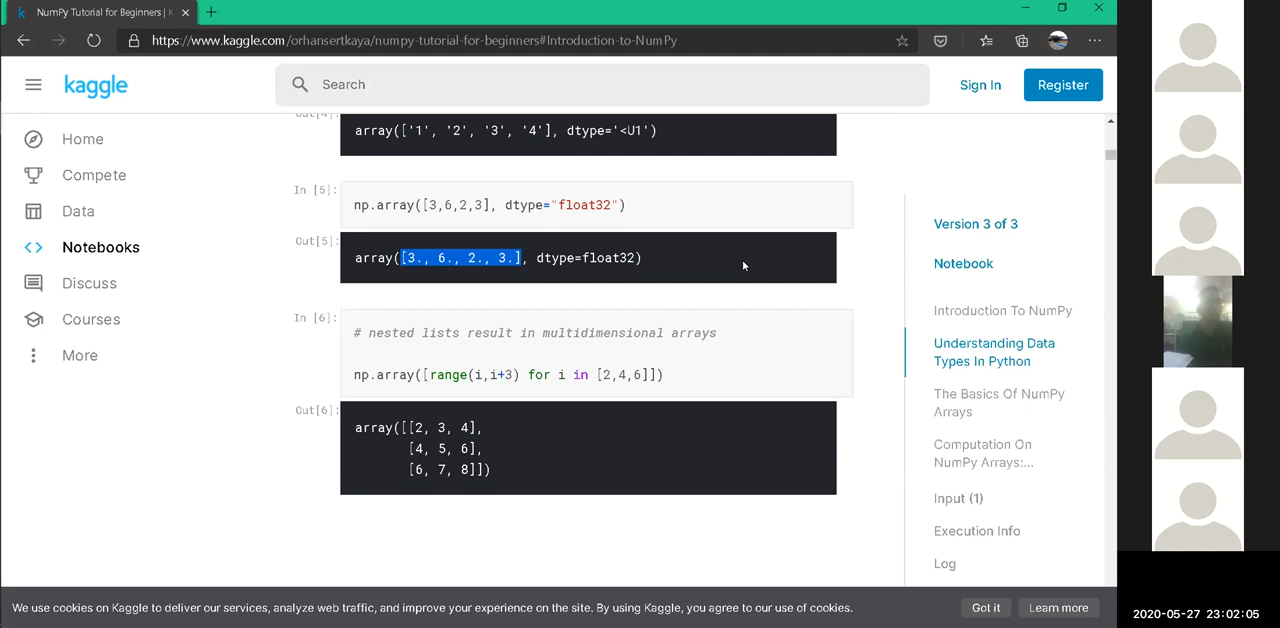 NumPy Tutorial for Beginners | K
https://www.kaggle.com/orhansertkaya/numpy-tutorial-for-beginners#Introduction-to-NumPy
kaggle
Search
Sign In
Register
Home
Compete
Data
Notebooks
Discuss
Courses
More
Out[4]:
array(['1', '2', '3', '4'], dtype='<U1')
In [5]:
np.array([3,6,2,3], dtype="float32")
Out[5]:
array([3., 6., 2., 3.], dtype=float32)
In [6]:
# nested lists result in multidimensional arrays
np.array([range(i,i+3) for i in [2,4,6]])
Out[6]:
array([[2, 3, 4],
[4, 5, 6],
[6, 7, 8]])
Version 3 of 3
Notebook
Introduction To NumPy
Understanding Data
Types In Python
The Basics Of NumPy
Arrays
Computation On
NumPy Arrays:...
Input (1)
Execution Info
Log
We use cookies on Kaggle to deliver our services, analyze web traffic, and improve your experience on the site. By using Kaggle, you agree to our use of cookies.
Got it
Learn more
2020-05-27 23:02:05